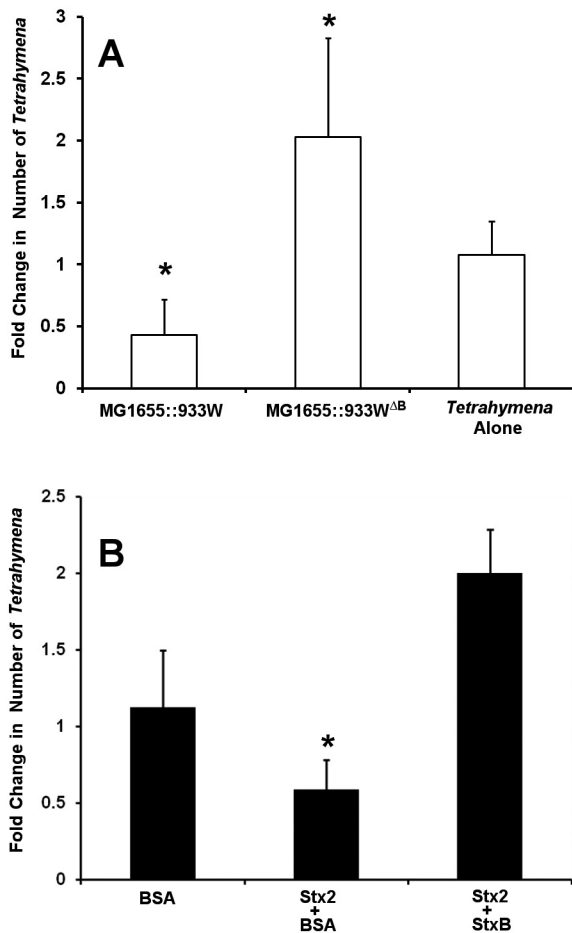 A
Fold Change in Number of Tetrahymena
3
2.5
2
1.5
1
0.5
0
*
*
MG1655::933W
MG1655::933WΔB
Tetrahymena
Alone
B
Fold Change in Number of Tetrahymena
2.5
2
1.5
1
0.5
0
*
BSA
Stx2
+
BSA
Stx2
+
StxB